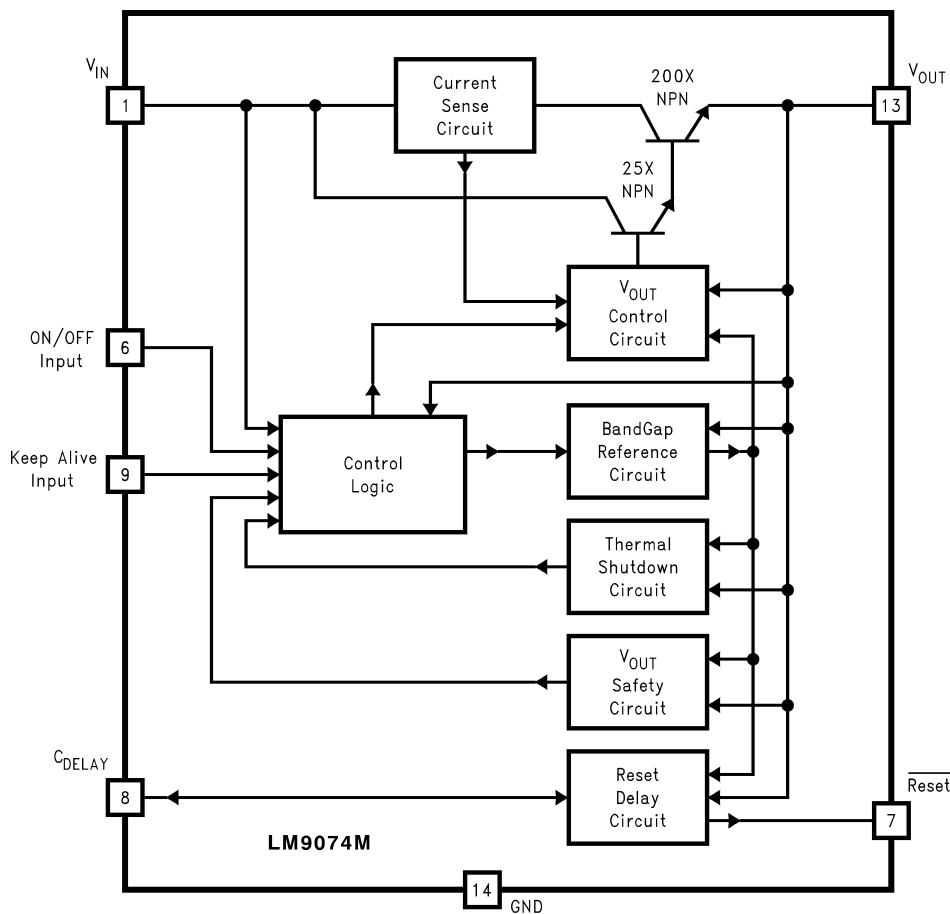 V_IN
1
Current
Sense
Circuit
200X
NPN
V_OUT
13
25X
NPN
V_OUT
Control
Circuit
ON/OFF
Input
6
Keep Alive
Input
9
Control
Logic
BandGap
Reference
Circuit
Thermal
Shutdown
Circuit
V_OUT
Safety
Circuit
C_DELAY
8
Reset
Delay
Circuit
Reset
7
LM9074M
14
GND